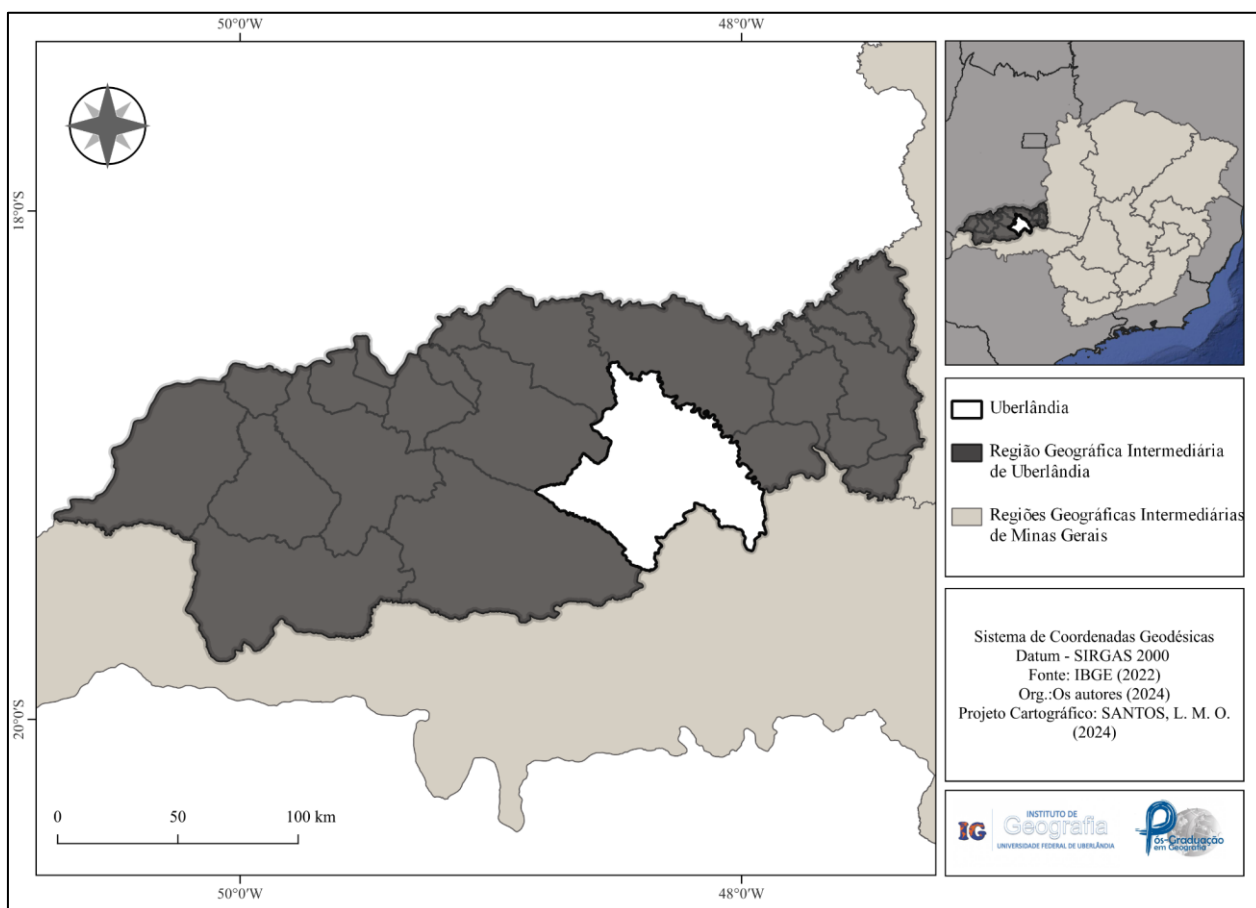 50°0'W
48°0'W
18°0'S
20°0'S
0
50
100 km
50°0'W
48°0'W
Uberlândia
Região Geográfica Intermediária
de Uberlândia
Regiões Geográficas Intermediárias
de Minas Gerais
Sistema de Coordenadas Geodésicas
Datum - SIRGAS 2000
Fonte: IBGE (2022)
Org.:Os autores (2024)
Projeto Cartográfico: SANTOS, L. M. O.
(2024)
IG
INSTITUTO DE
Geografia
UNIVERSIDADE FEDERAL DE UBERLÂNDIA
Pós-Graduação
em Geografia